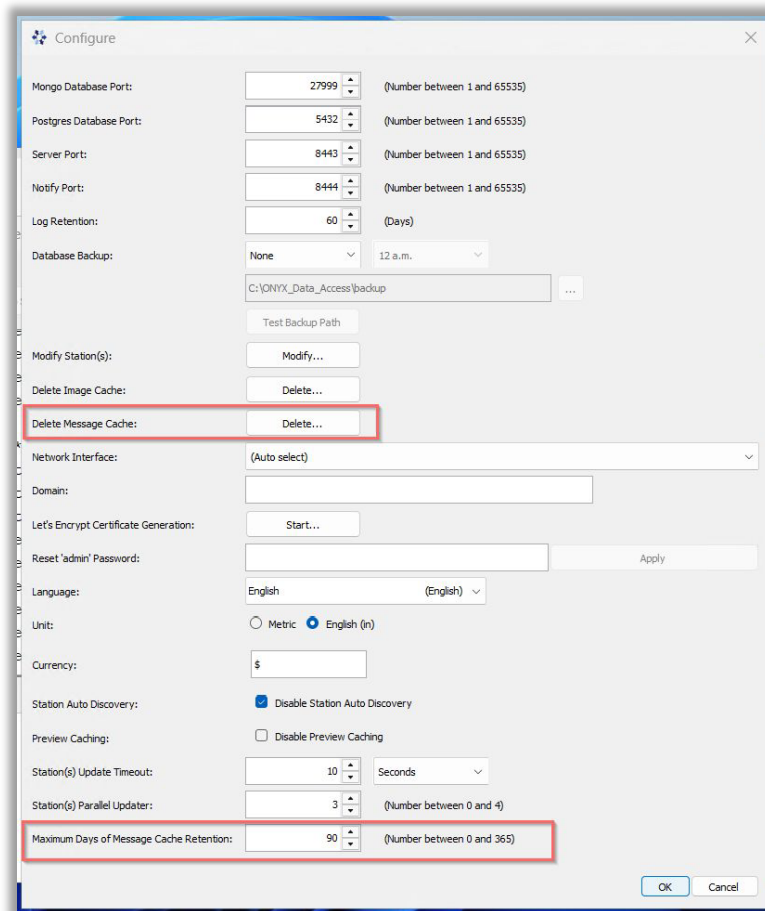 Configure
Mongo Database Port: 27999 (Number between 1 and 65535)
Postgres Database Port: 5432 (Number between 1 and 65535)
Server Port: 8443 (Number between 1 and 65535)
Notify Port: 8444 (Number between 1 and 65535)
Log Retention: 60 (Days)
Database Backup: None 12 a.m.
C:\ONYX_Data_Access\backup ...
Test Backup Path
Modify Station(s): Modify...
Delete Image Cache: Delete...
Delete Message Cache: Delete...
Network Interface: (Auto select)
Domain:
Let's Encrypt Certificate Generation: Start...
Reset 'admin' Password: Apply
Language: English (English)
Unit: Metric English (in)
Currency: $
Station Auto Discovery: Disable Station Auto Discovery
Preview Caching: Disable Preview Caching
Station(s) Update Timeout: 10 Seconds
Station(s) Parallel Updater: 3 (Number between 0 and 4)
Maximum Days of Message Cache Retention: 90 (Number between 0 and 365)
OK Cancel